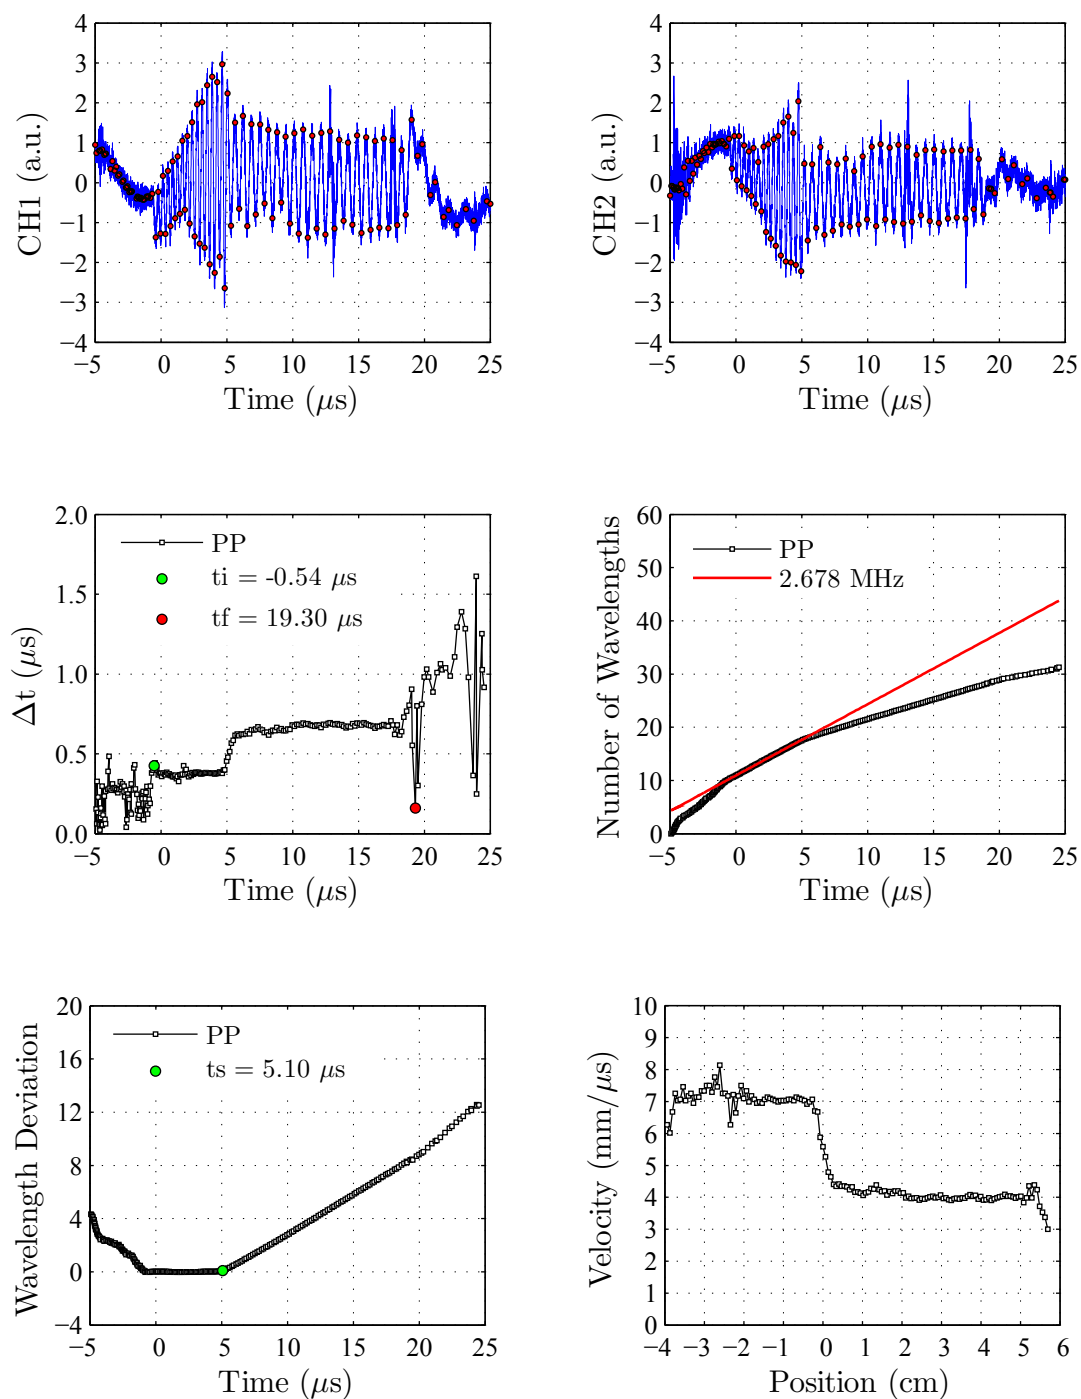 4
3
2
1
0
−1
−2
−3
−4
−5 0 5 10 15 20 25
CH1 (a.u.)
Time (μs)
4
3
2
1
0
−1
−2
−3
−4
−5 0 5 10 15 20 25
CH2 (a.u.)
Time (μs)
2.0
1.5
1.0
0.5
0.0
−5 0 5 10 15 20 25
Δt (μs)
Time (μs)
PP
ti = -0.54 μs
tf = 19.30 μs
60
50
40
30
20
10
0
−5 0 5 10 15 20 25
Number of Wavelengths
Time (μs)
PP
2.678 MHz
20
16
12
8
4
0
−4
−5 0 5 10 15 20 25
Wavelength Deviation
Time (μs)
PP
ts = 5.10 μs
10
9
8
7
6
5
4
3
2
1
0
−4 −3 −2 −1 0 1 2 3 4 5 6
Velocity (mm/μs)
Position (cm)